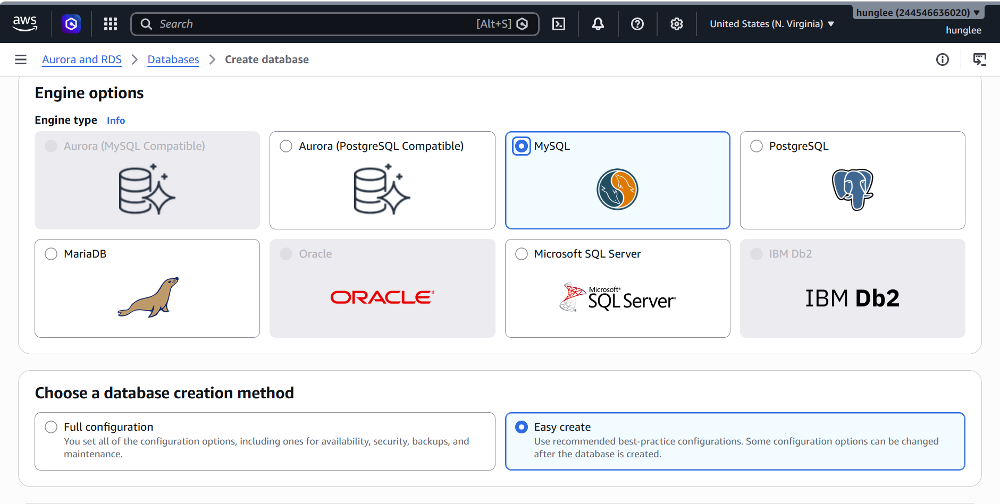 aws
Search
[Alt+S]
United States (N. Virginia)
hunglee (244546636020)
hunglee
Aurora and RDS
Databases
Create database
Engine options
Engine type Info
Aurora (MySQL Compatible)
Aurora (PostgreSQL Compatible)
MySQL
PostgreSQL
MariaDB
Oracle
ORACLE®
Microsoft SQL Server
Microsoft®
SQL Server®
IBM Db2
IBM Db2
Choose a database creation method
Full configuration
You set all of the configuration options, including ones for availability, security, backups, and
maintenance.
Easy create
Use recommended best-practice configurations. Some configuration options can be changed
after the database is created.